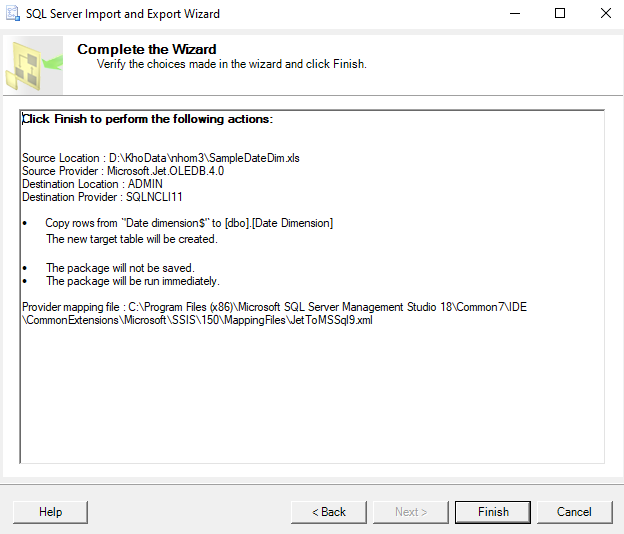 SQL Server Import and Export Wizard
Complete the Wizard
Verify the choices made in the wizard and click Finish.
Click Finish to perform the following actions:
Source Location : D:\KhoData\nhom3\SampleDateDim.xls
Source Provider : Microsoft.Jet.OLEDB.4.0
Destination Location : ADMIN
Destination Provider : SQLNCLI11
• Copy rows from `'Date dimension$'` to [dbo].[Date Dimension]
The new target table will be created.
• The package will not be saved.
• The package will be run immediately.
Provider mapping file : C:\Program Files (x86)\Microsoft SQL Server Management Studio 18\Common7\IDE
\CommonExtensions\Microsoft\SSIS\150\MappingFiles\JetToMSSql9.xml
Help
< Back
Next >
Finish
Cancel